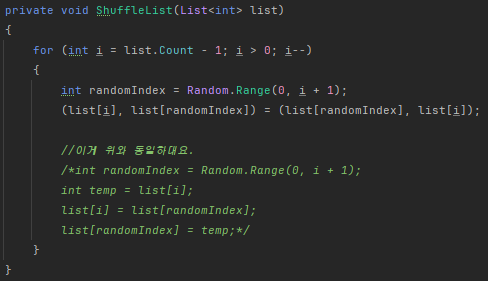 private void ShuffleList(List<int> list)
{
for (int i = list.Count - 1; i > 0; i--)
{
int randomIndex = Random.Range(0, i + 1);
(list[i], list[randomIndex]) = (list[randomIndex], list[i]);
//이게 위와 동일하대요.
/*int randomIndex = Random.Range(0, i + 1);
int temp = list[i];
list[i] = list[randomIndex];
list[randomIndex] = temp;*/
}
}